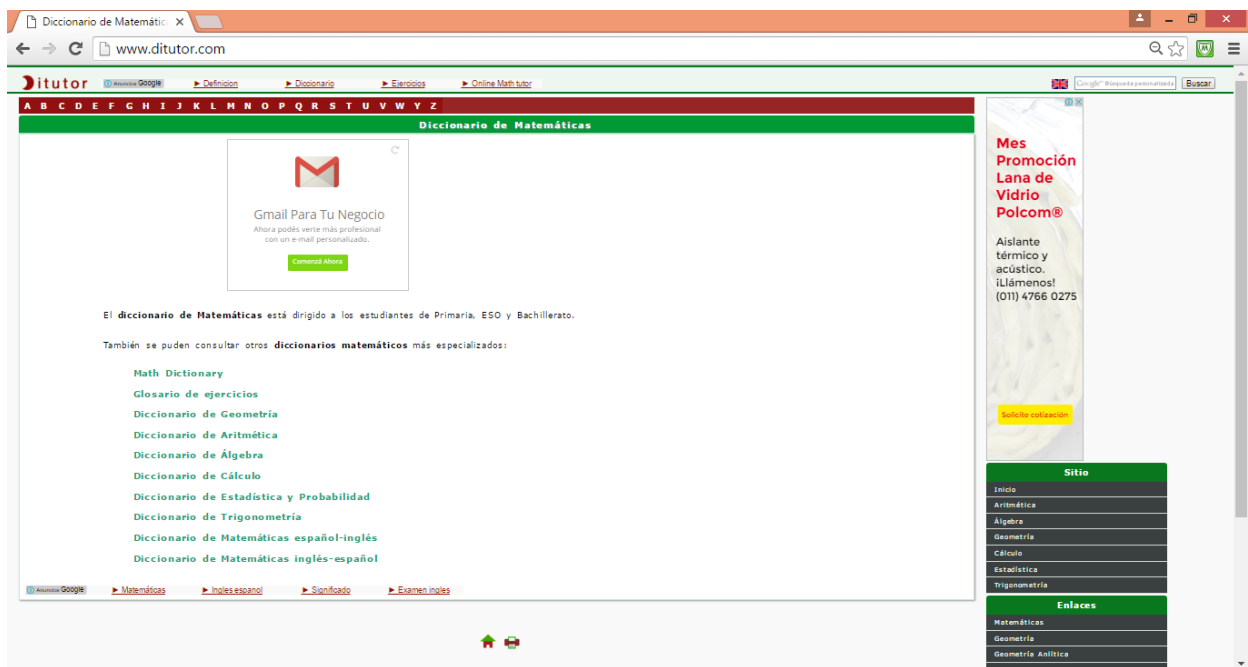 Diccionario de Matemátic
www.ditutor.com
Ditutor Anuncios Google ► Definicion ► Diccionario ► Ejercicios ► Online Math tutor Google™ Búsqueda personalizada Buscar
A B C D E F G H I J K L M N O P Q R S T U V W Y Z
Diccionario de Matemáticas
Gmail Para Tu Negocio
Ahora podés verte más profesional
con un e-mail personalizado.
Comenzá Ahora
El diccionario de Matemáticas está dirigido a los estudiantes de Primaria, ESO y Bachillerato.
También se puden consultar otros diccionarios matemáticos más especializados:
Math Dictionary
Glosario de ejercicios
Diccionario de Geometría
Diccionario de Aritmética
Diccionario de Álgebra
Diccionario de Cálculo
Diccionario de Estadística y Probabilidad
Diccionario de Trigonometría
Diccionario de Matemáticas español-inglés
Diccionario de Matemáticas inglés-español
Anuncios Google ► Matemáticas ► Ingles espanol ► Significado ► Examen ingles
Mes
Promoción
Lana de
Vidrio
Polcom®
Aislante
térmico y
acústico.
¡Llámenos!
(011) 4766 0275
Solicite cotización
Sitio
Inicio
Aritmética
Álgebra
Geometría
Cálculo
Estadística
Trigonometría
Enlaces
Matemáticas
Geometría
Geometría Anlítica